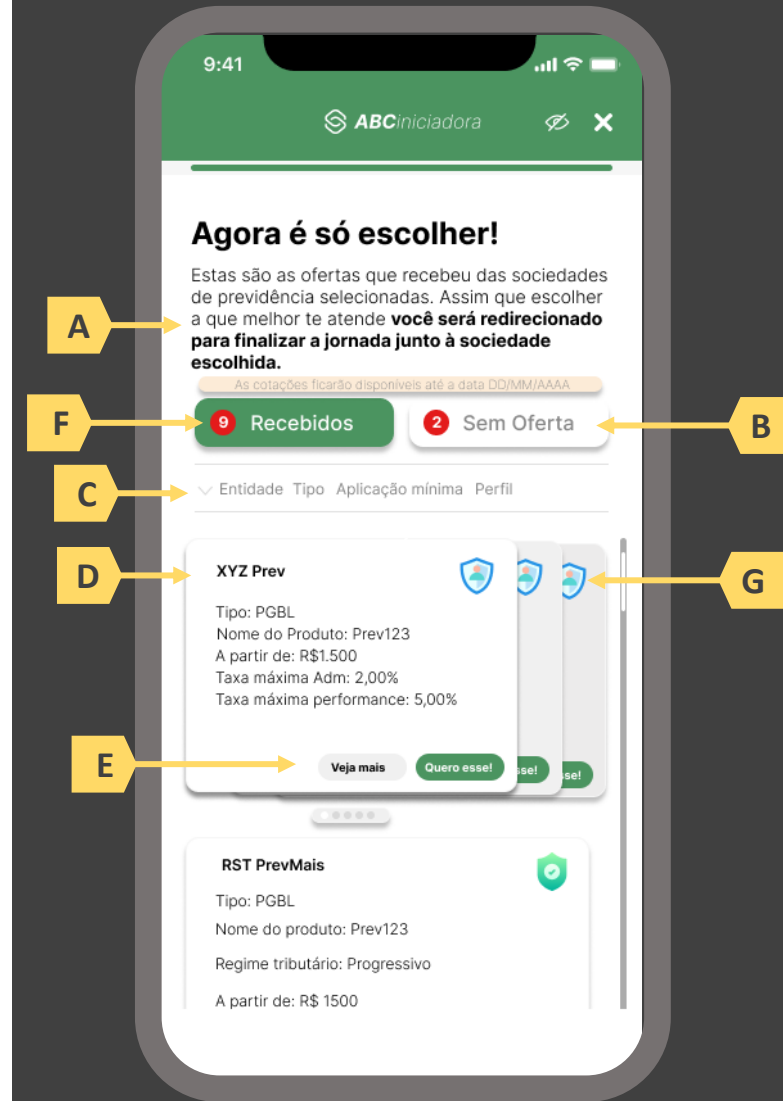 9:41
ABCiniciadora
Agora é só escolher!
Estas são as ofertas que recebeu das sociedades
de previdência selecionadas. Assim que escolher
A
a que melhor te atende você será redirecionado
para finalizar a jornada junto à sociedade
escolhida.
As cotações ficarão disponíveis até a data DD/MM/AAAA
F
9 Recebidos
2 Sem Oferta
B
C
Entidade Tipo Aplicação mínima Perfil
D
XYZ Prev
G
Tipo: PGBL
Nome do Produto: Prev123
A partir de: R$1.500
Taxa máxima Adm: 2,00%
Taxa máxima performance: 5,00%
E
Veja mais
Quero esse!
sse!
sse!
RST PrevMais
Tipo: PGBL
Nome do produto: Prev123
Regime tributário: Progressivo
A partir de: R$ 1500